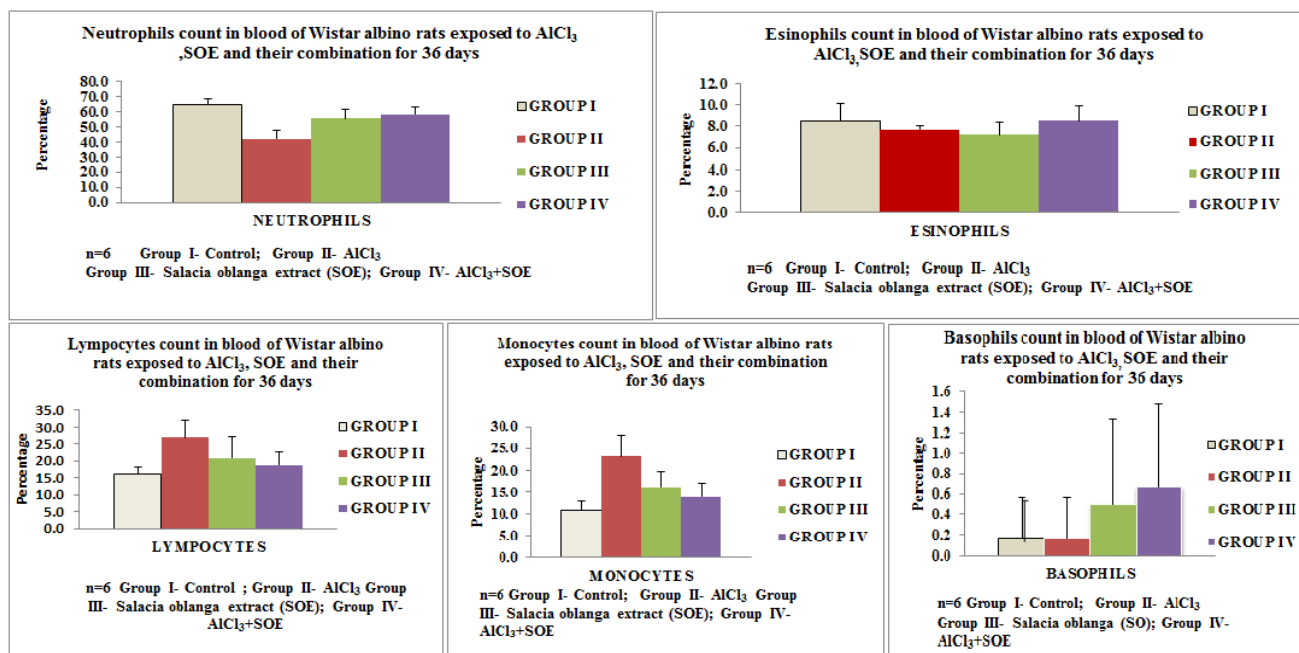 Neutrophils count in blood of Wistar albino rats exposed to AlCl₃
,SOE and their combination for 36 days
Percentage
80.0
70.0
60.0
50.0
40.0
30.0
20.0
10.0
0.0
NEUTROPHILS
GROUP I
GROUP II
GROUP III
GROUP IV
n=6 Group I- Control; Group II- AlCl₃
Group III- Salacia oblanga extract (SOE); Group IV- AlCl₃+SOE
Esinophils count in blood of Wistar albino rats exposed to
AlCl₃,SOE and their combination for 36 days
Percentage
12.0
10.0
8.0
6.0
4.0
2.0
0.0
ESINOPHILS
GROUP I
GROUP II
GROUP III
GROUP IV
n=6 Group I- Control; Group II- AlCl₃
Group III- Salacia oblanga extract (SOE); Group IV- AlCl₃+SOE
Lympocytes count in blood of Wistar albino
rats exposed to AlCl₃, SOE and their
combination for 36 days
Percentage
35.0
30.0
25.0
20.0
15.0
10.0
5.0
0.0
LYMPOCYTES
GROUP I
GROUP II
GROUP III
GROUP IV
n=6 Group I- Control ; Group II- AlCl₃ Group
III- Salacia oblanga extract (SOE); Group IV-
AlCl₃+SOE
Monocytes count in blood of Wistar albino rats
exposed to AlCl₃, SOE and their combination
for 36 days
Percentage
30.0
25.0
20.0
15.0
10.0
5.0
0.0
MONOCYTES
GROUP I
GROUP II
GROUP III
GROUP IV
n=6 Group I- Control; Group II- AlCl₃ Group
III- Salacia oblanga extract (SOE); Group IV-
AlCl₃+SOE
Basophils count in blood of Wistar albino
rats exposed to AlCl₃, SOE and their
combination for 36 days
Percentage
1.6
1.4
1.2
1.0
0.8
0.6
0.4
0.2
0.0
BASOPHILS
GROUP I
GROUP II
GROUP III
GROUP IV
n=6 Group I- Control; Group II- AlCl₃
Group III- Salacia oblanga (SO); Group IV-
AlCl₃+SOE